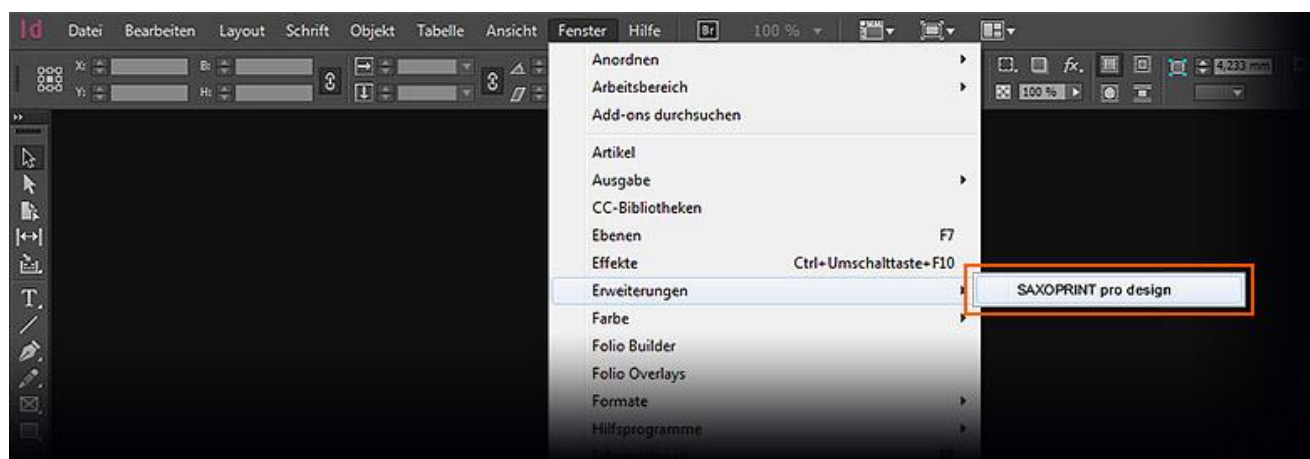 Id Datei Bearbeiten Layout Schrift Objekt Tabelle Ansicht Fenster Hilfe Br 100 %
X: B: 4,233 mm
Y: H: 100 %
fx.
Anordnen
Arbeitsbereich
Add-ons durchsuchen
Artikel
Ausgabe
CC-Bibliotheken
Ebenen F7
Effekte Ctrl+Umschalttaste+F10
Erweiterungen SAXOPRINT pro design
Farbe
Folio Builder
Folio Overlays
Formate
Hilfsprogramme